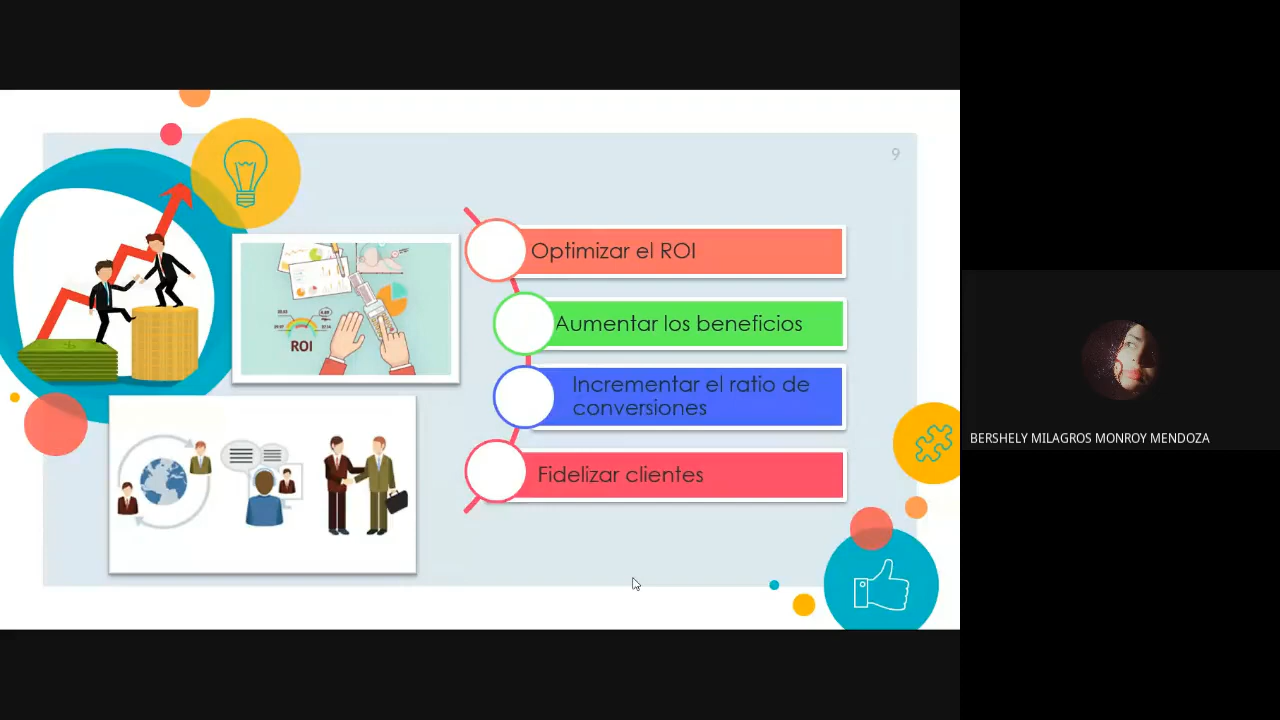 9
Optimizar el ROI
Aumentar los beneficios
Incrementar el ratio de
conversiones
Fidelizar clientes
ROI
BERSHELY MILAGROS MONROY MENDOZA